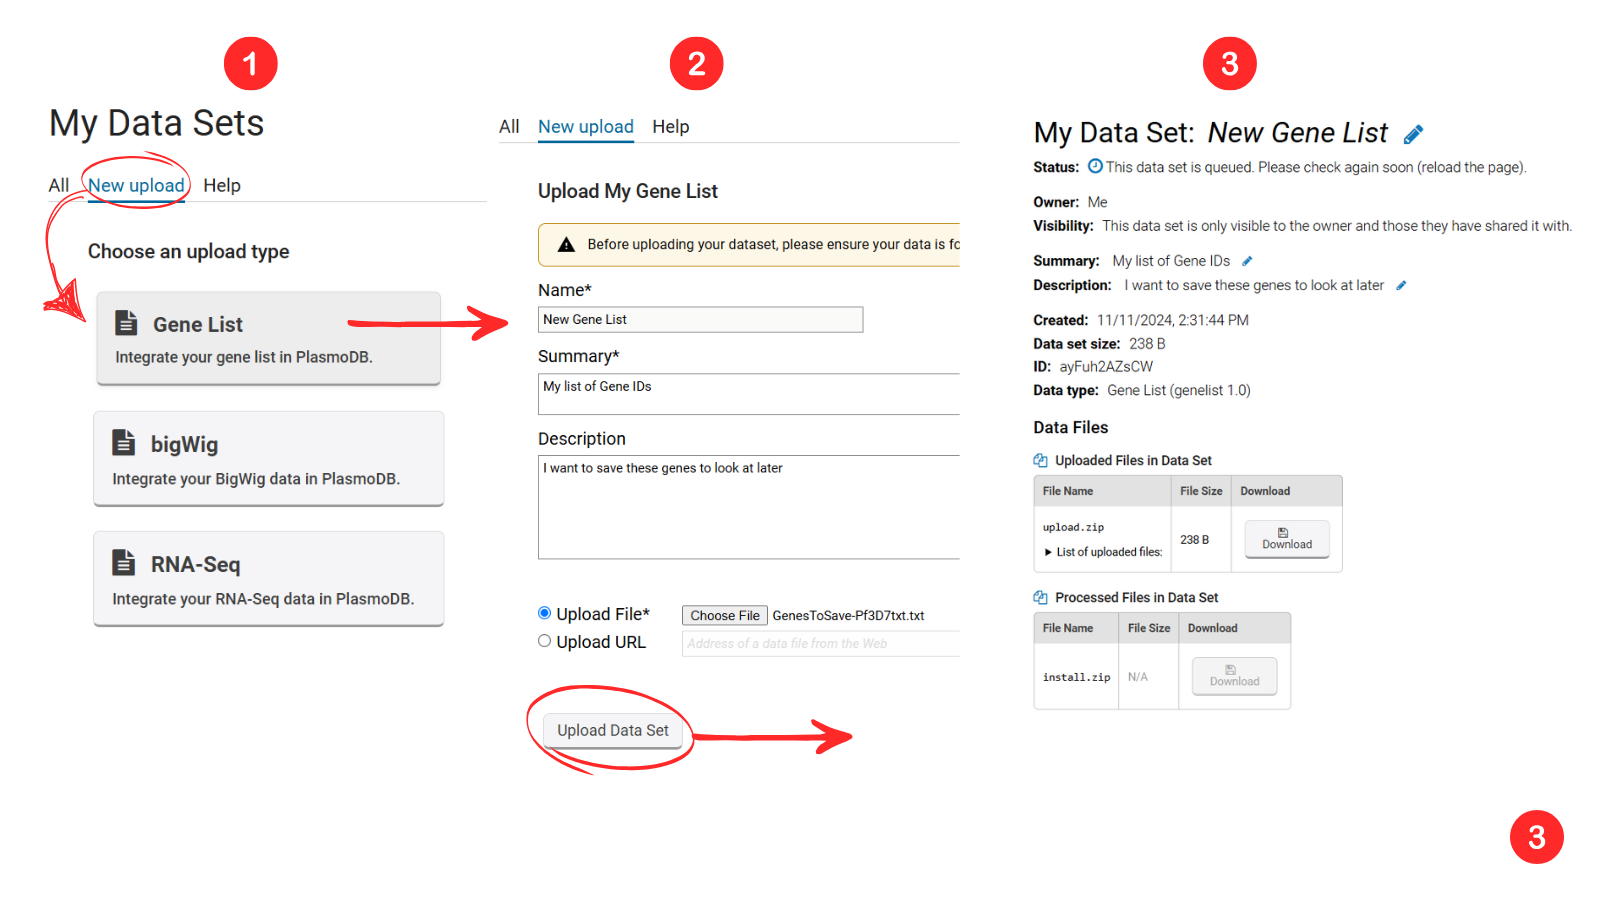 1
My Data Sets
All New upload Help
Choose an upload type
Gene List
Integrate your gene list in PlasmoDB.
bigWig
Integrate your BigWig data in PlasmoDB.
RNA-Seq
Integrate your RNA-Seq data in PlasmoDB.
2
All New upload Help
Upload My Gene List
Before uploading your dataset, please ensure your data is fo
Name*
New Gene List
Summary*
My list of Gene IDs
Description
I want to save these genes to look at later
Upload File* Choose File GenesToSave-Pf3D7txt.txt
Upload URL Address of a data file from the Web
Upload Data Set
3
My Data Set: New Gene List
Status: This data set is queued. Please check again soon (reload the page).
Owner: Me
Visibility: This data set is only visible to the owner and those they have shared it with.
Summary: My list of Gene IDs
Description: I want to save these genes to look at later
Created: 11/11/2024, 2:31:44 PM
Data set size: 238 B
ID: ayFuh2AZsCW
Data type: Gene List (genelist 1.0)
Data Files
Uploaded Files in Data Set
File Name File Size Download
upload.zip
List of uploaded files:
238 B
Download
Processed Files in Data Set
File Name File Size Download
install.zip N/A Download
3